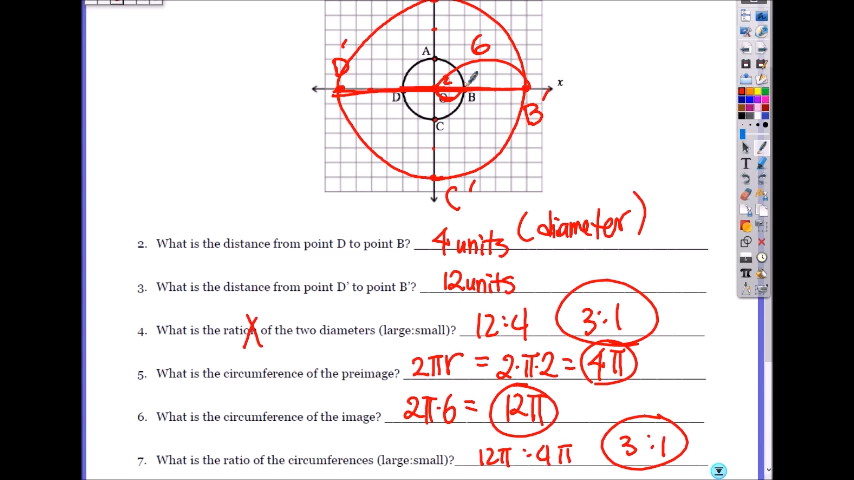 6
D'
A
2
x
D
B
B'
C
C'
2. What is the distance from point D to point B? 4 units (diameter)
3. What is the distance from point D' to point B'? 12 units
4. What is the ration of the two diameters (large:small)? 12:4 3:1
5. What is the circumference of the preimage? 2πr = 2·π·2 = 4π
6. What is the circumference of the image? 2π·6 = 12π
7. What is the ratio of the circumferences (large:small)? 12π : 4π 3:1